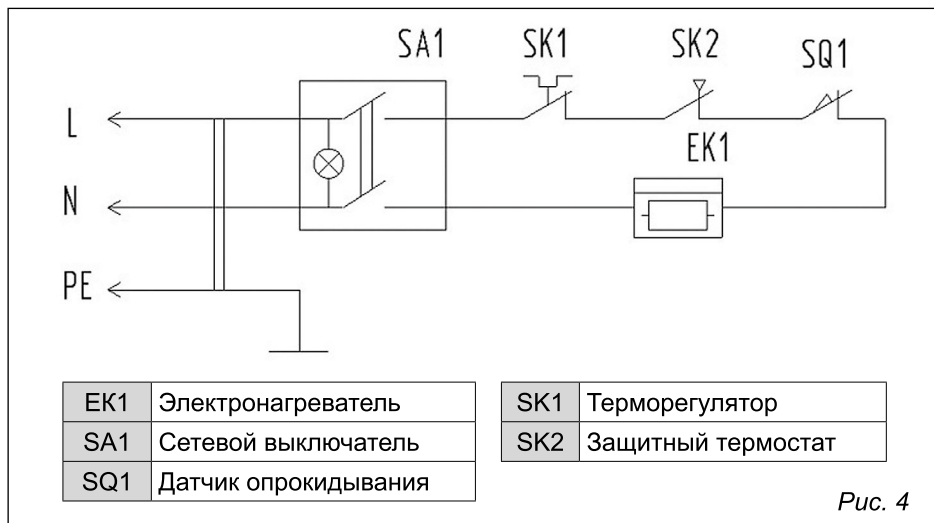 SA1 SK1 SK2 SQ1
L
EK1
N
PE
ЕК1 Электронагреватель
SA1 Сетевой выключатель
SQ1 Датчик опрокидывания
SK1 Терморегулятор
SK2 Защитный термостат
Рис. 4